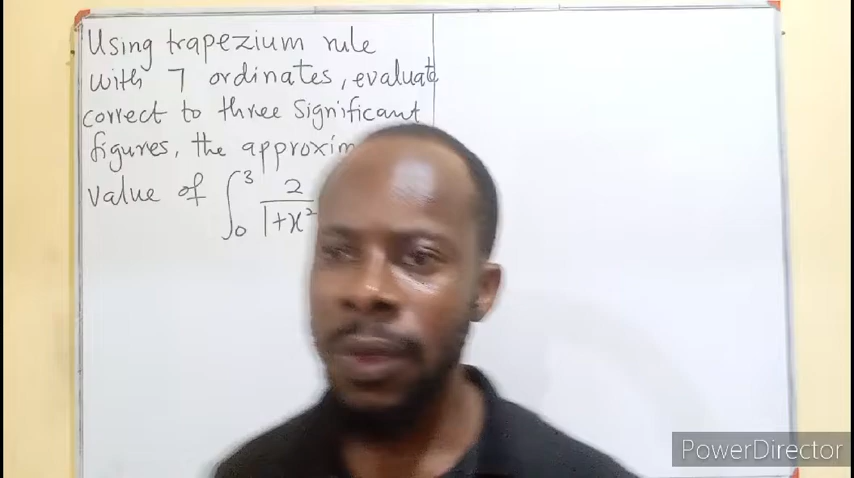 Using trapezium rule
with 7 ordinates, evaluate
correct to three significant
figures, the approxim
value of ∫₀³ 2/(1+x²)
PowerDirector